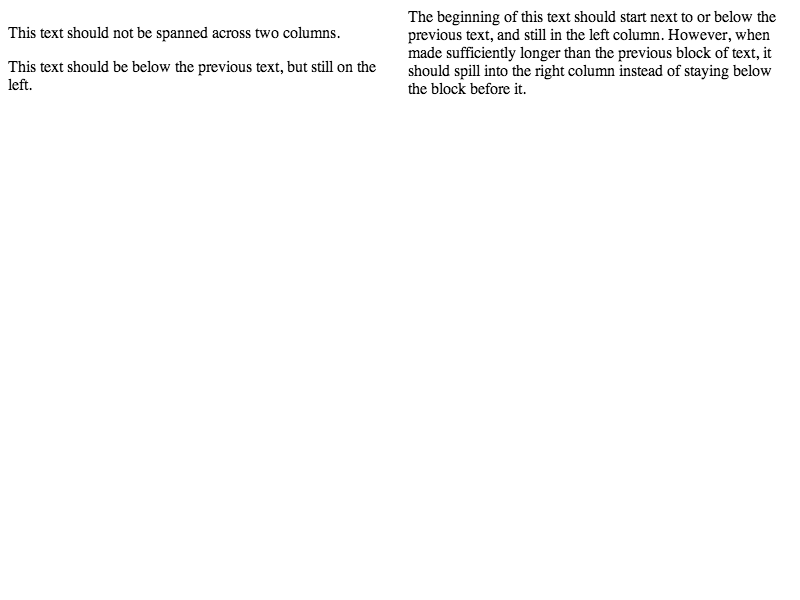 This text should not be spanned across two columns.
This text should be below the previous text, but still on the
left.
The beginning of this text should start next to or below the
previous text, and still in the left column. However, when
made sufficiently longer than the previous block of text, it
should spill into the right column instead of staying below
the block before it.